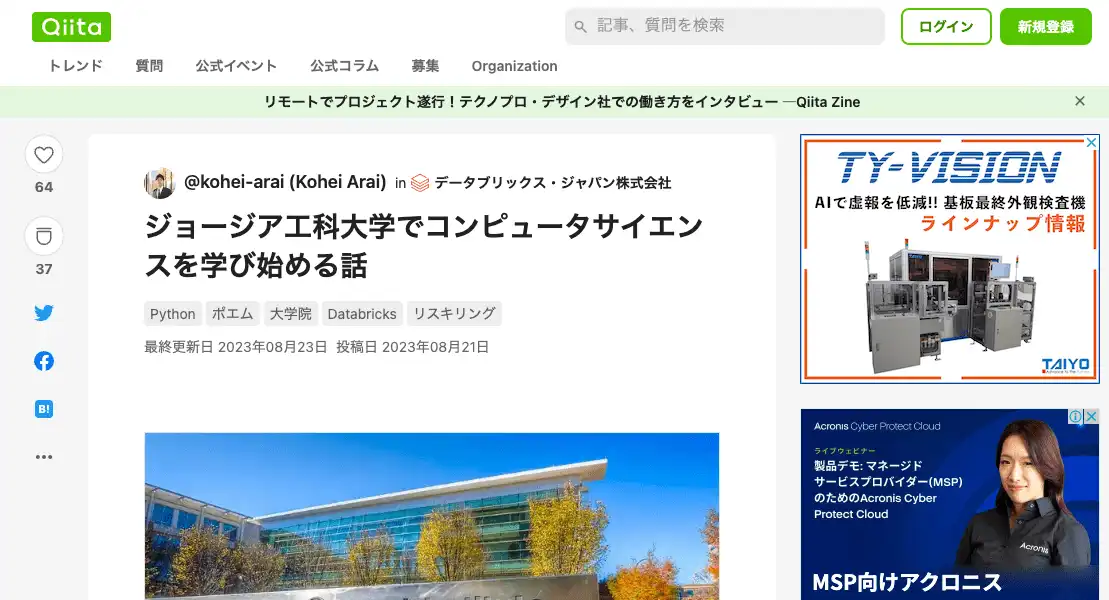 Qiita
記事、質問を検索
ログイン
新規登録
トレンド
質問
公式イベント
公式コラム
募集
Organization
リモートでプロジェクト遂行！テクノプロ・デザイン社での働き方をインタビュー ―Qiita Zine
64
37
B!
@kohei-arai (Kohei Arai) in データブリックス・ジャパン株式会社
ジョージア工科大学でコンピュータサイエン
スを学び始める話
Python
ポエム
大学院
Databricks
リスキリング
最終更新日 2023年08月23日 投稿日 2023年08月21日
TY-VISION
AIで虚報を低減!! 基板最終外観検査機
ラインナップ情報
TAIYO
Acronis Cyber Protect Cloud
ライブウェビナー
製品デモ: マネージド
サービスプロバイダー(MSP)
のためのAcronis Cyber
Protect Cloud
Acronis
MSP向けアクロニス